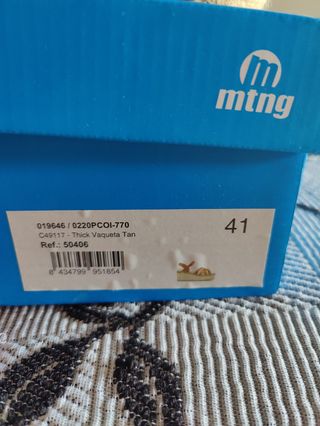 m
mtng
019646 / 0220PCOI-770
C49117 - Thick Vaqueta Tan
Ref.: 50406
41
8 434799 951854